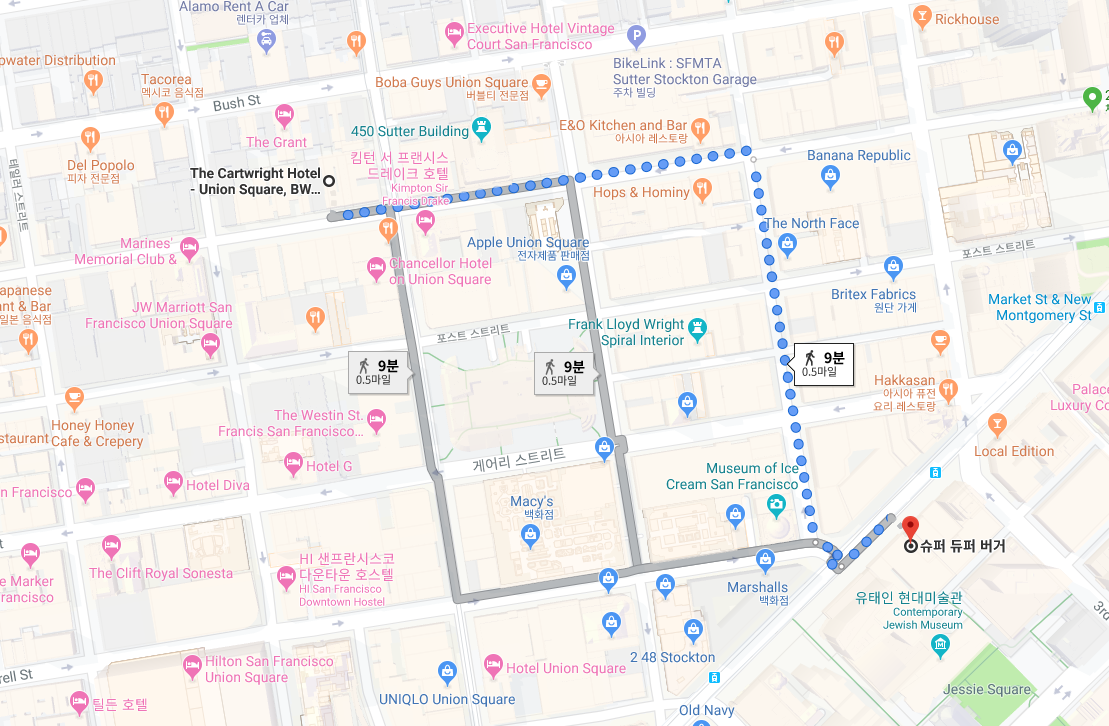 Alamo Rent A Car
렌터카 업체
Executive Hotel Vintage
Court San Francisco
P
Rickhouse
pwater Distribution
BikeLink : SFMTA
Sutter Stockton Garage
주차 빌딩
Tacorea
멕시코 음식점
Boba Guys Union Square
버블티 전문점
Bush St
2
The Grant
450 Sutter Building
E&O Kitchen and Bar
아시아 레스토랑
Del Popolo
피자 전문점
테일러 스트리트
킴턴 서 프랜시스
드레이크 호텔
Kimpton Sir
Francis Drake
Banana Republic
The Cartwright Hotel
- Union Square, BW...
Hops & Hominy
The North Face
Marines'
Memorial Club &
Apple Union Square
전자제품 판매점
포스트 스트리트
Chancellor Hotel
on Union Square
Britex Fabrics
원단 가게
apanese
nt & Bar
일본 음식점
JW Marriott San
Francisco Union Square
Market St & New
Montgomery St
포스트 스트리트
Frank Lloyd Wright
Spiral Interior
9분
0.5마일
9분
0.5마일
9분
0.5마일
Hakkasan
아시아 퓨전
요리 레스토랑
Palace
Luxury Co
Honey Honey
Cafe & Crepery
staurant
The Westin St.
Francis San Francisco...
Local Edition
게어리 스트리트
Hotel G
Museum of Ice
Cream San Francisco
n Francisco
Hotel Diva
Macy's
백화점
슈퍼 듀퍼 버거
HI 샌프란시스코
다운타운 호스텔
HI San Francisco
Downtown Hostel
The Clift Royal Sonesta
e Marker
rancisco
Marshalls
백화점
유태인 현대미술관
Contemporary
Jewish Museum
3rd
2 48 Stockton
Hilton San Francisco
Union Square
Hotel Union Square
rell St
UNIQLO Union Square
Jessie Square
틸든 호텔
Old Navy